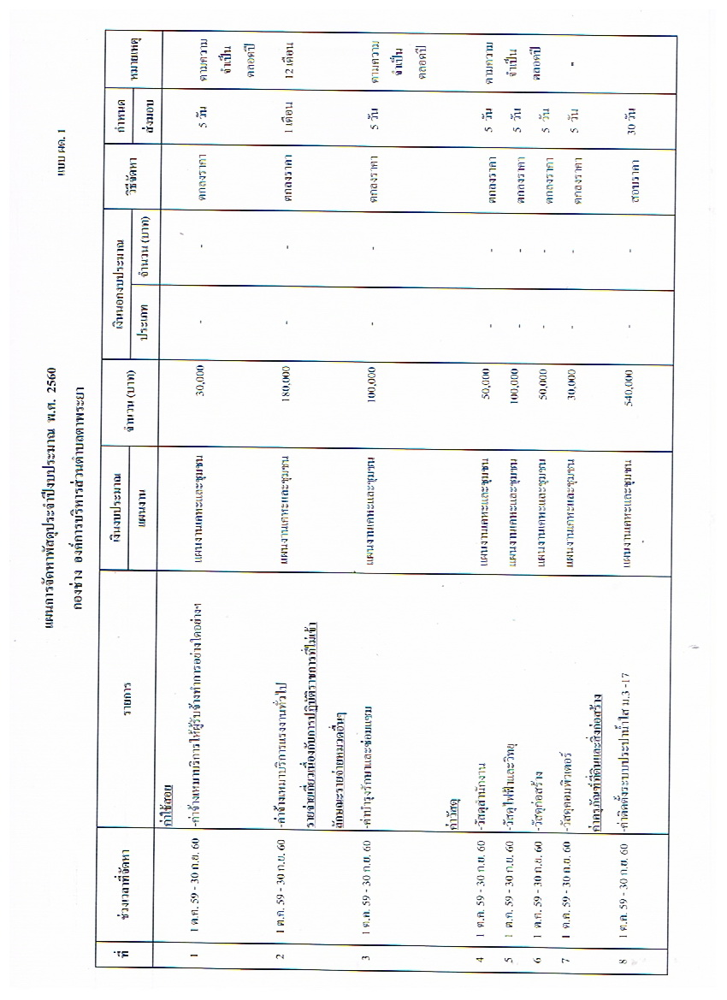 แบบ ผด. 1
แผนการจัดหาพัสดุประจำปีงบประมาณ พ.ศ. 2560
กองช่าง องค์การบริหารส่วนตำบลตาพระยา
ที่ ช่วงเวลาที่จัดหา รายการ เงินงบประมาณ จำนวน (บาท) เงินนอกงบประมาณ วิธีจัดหา กำหนด หมายเหตุ
แผนงาน ประเภท จำนวน (บาท) ส่งมอบ
ค่าใช้สอย
1 1 ต.ค. 59 - 30 ก.ย. 60 -ค่าจ้างเหมาบริการให้ผู้รับจ้างทำการอย่างใดอย่างฯ แผนงานเคหะและชุมชน 30,000 - - ตกลงราคา 5 วัน ตามความ
จำเป็น
ตลอดปี
2 1 ต.ค. 59 - 30 ก.ย. 60 -ค่าจ้างเหมาบริการแรงงานทั่วไป แผนงานเคหะและชุมชน 180,000 - - ตกลงราคา 1 เดือน 12 เดือน
รายจ่ายเกี่ยวเนื่องกับการปฏิบัติราชการที่ไม่เข้า
ลักษณะรายจ่ายหมวดอื่นๆ
3 1 ต.ค. 59 - 30 ก.ย. 60 -ค่าบำรุงรักษาและซ่อมแซม แผนงานเคหะและชุมชน 100,000 - - ตกลงราคา 5 วัน ตามความ
จำเป็น
ตลอดปี
ค่าวัสดุ
4 1 ต.ค. 59 - 30 ก.ย. 60 -วัสดุสำนักงาน แผนงานเคหะและชุมชน 50,000 - - ตกลงราคา 5 วัน ตามความ
5 1 ต.ค. 59 - 30 ก.ย. 60 -วัสดุไฟฟ้าและวิทยุ แผนงานเคหะและชุมชน 100,000 - - ตกลงราคา 5 วัน จำเป็น
6 1 ต.ค. 59 - 30 ก.ย. 60 -วัสดุก่อสร้าง แผนงานเคหะและชุมชน 50,000 - - ตกลงราคา 5 วัน ตลอดปี
7 1 ต.ค. 59 - 30 ก.ย. 60 -วัสดุคอมพิวเตอร์ แผนงานเคหะและชุมชน 30,000 - - ตกลงราคา 5 วัน "
ค่าครุภัณฑ์ที่ดินและสิ่งก่อสร้าง
8 1 ต.ค. 59 - 30 ก.ย. 60 -ค่าติดตั้งระบบประปาน้ำใส ม.3 -17 แผนงานเคหะและชุมชน 540,000 - - สอบราคา 30 วัน